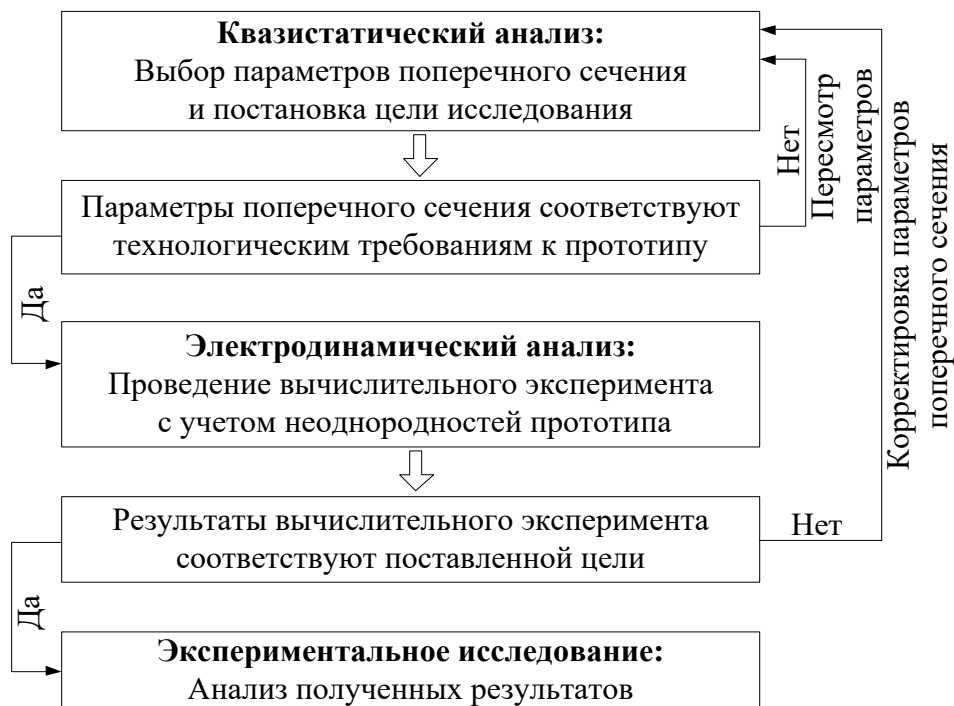 Квазистатический анализ:
Выбор параметров поперечного сечения
и постановка цели исследования
Нет
Пересмотр
параметров
Корректировка параметров
поперечного сечения
Параметры поперечного сечения соответствуют
технологическим требованиям к прототипу
Да
Электродинамический анализ:
Проведение вычислительного эксперимента
с учетом неоднородностей прототипа
Результаты вычислительного эксперимента
соответствуют поставленной цели
Нет
Да
Экспериментальное исследование:
Анализ полученных результатов